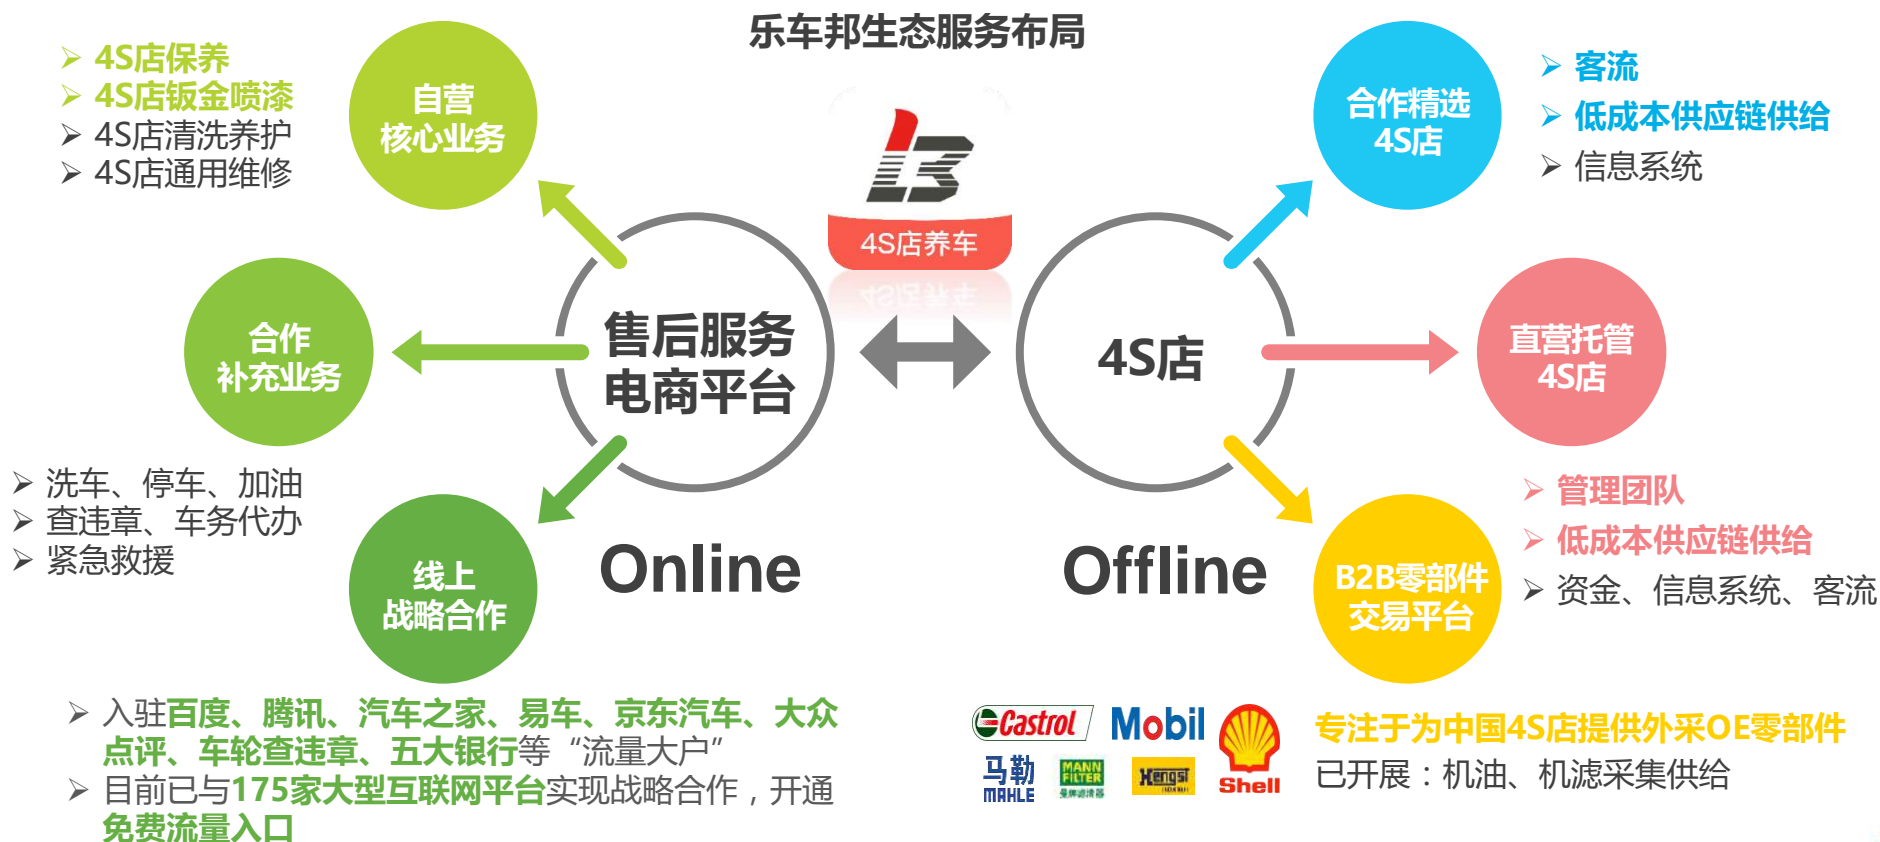 乐车邦生态服务布局
4S店保养
4S店钣金喷漆
4S店清洗养护
4S店通用维修
自营
核心业务
4S店养车
合作精选
4S店
客流
低成本供应链供给
信息系统
合作
补充业务
售后服务
电商平台
4S店
直营托管
4S店
洗车、停车、加油
查违章、车务代办
紧急救援
管理团队
低成本供应链供给
资金、信息系统、客流
线上
战略合作
Online
Offline
B2B零部件
交易平台
入驻百度、腾讯、汽车之家、易车、京东汽车、大众
点评、车轮查违章、五大银行等“流量大户”
目前已与175家大型互联网平台实现战略合作，开通
免费流量入口
Castrol
Mobil
Shell
马勒
MAHLE
MANN
FILTER
曼牌滤清器
Hengst
专注于为中国4S店提供外采OE零部件
已开展：机油、机滤采集供给